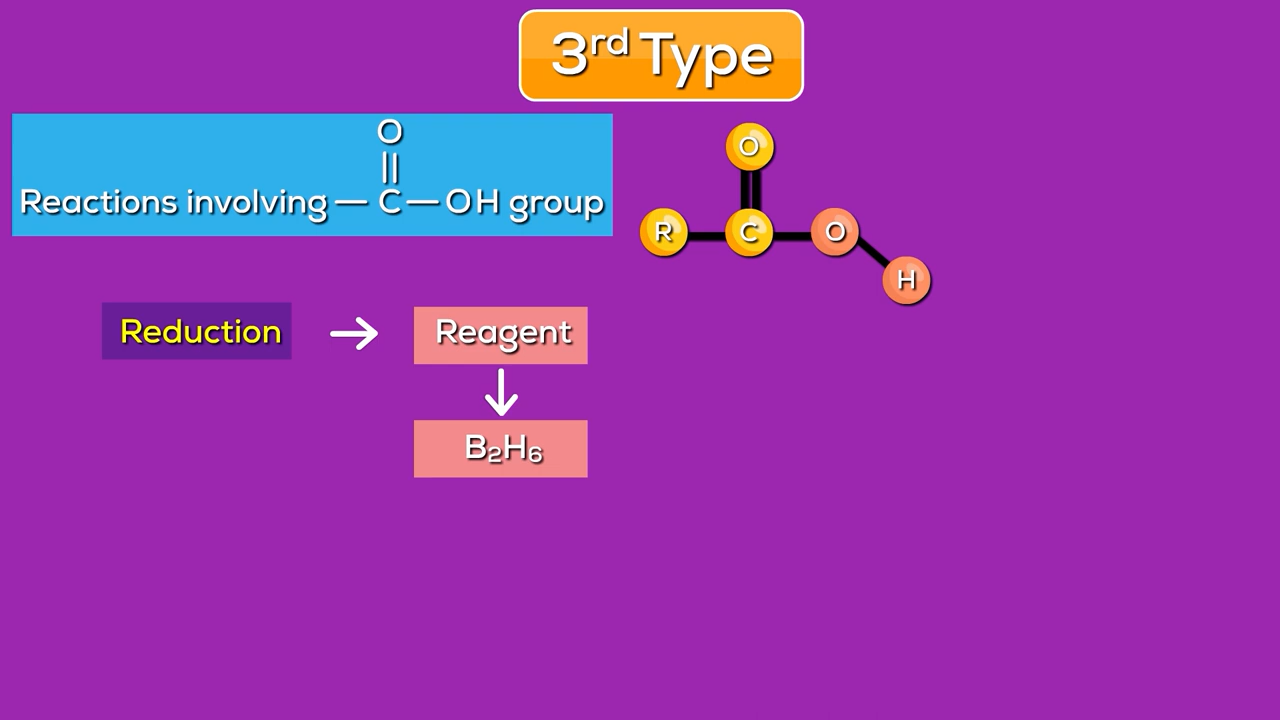 3rd Type
O
||
Reactions involving — C — OH group
O
R C O
H
Reduction → Reagent
↓
B₂H₆